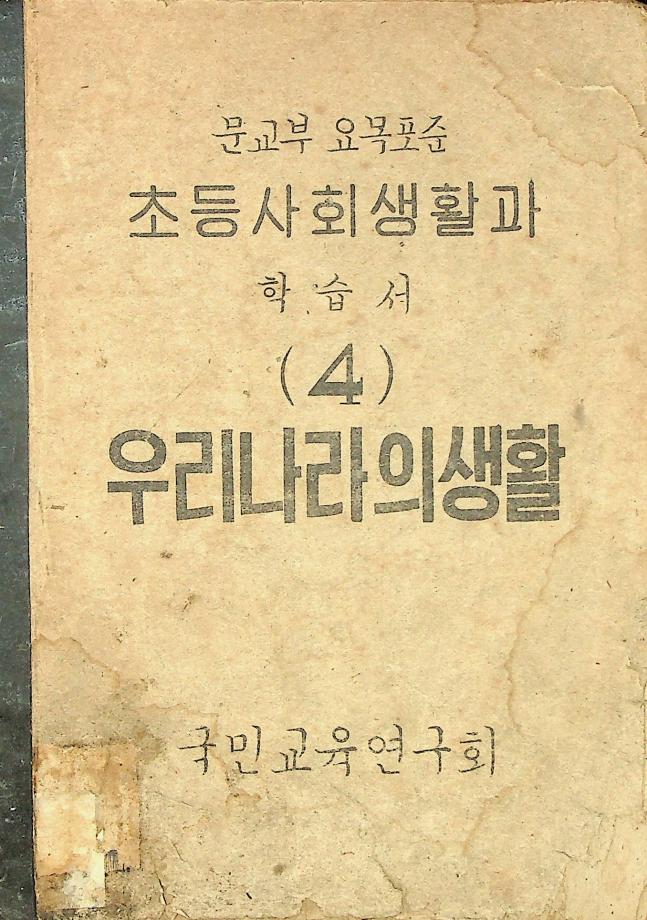 문교부 요목표준
초등사회생활과
학습서
(4)
우리나라의생활
국민교육연구회